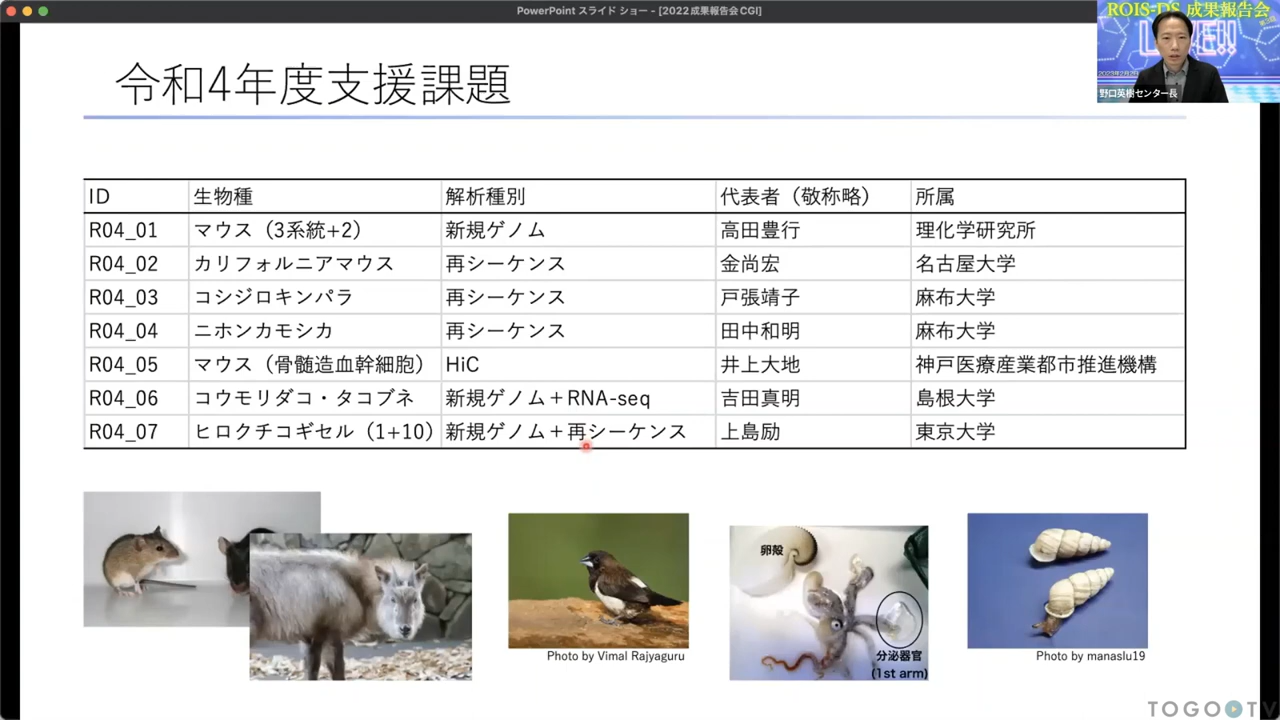 PowerPoint スライド ショー - [2022成果報告会CGI]
ROIS-DS 成果報告会
LIVE!!
野口英樹センター長
令和4年度支援課題
ID 生物種 解析種別 代表者（敬称略） 所属
R04_01 マウス（3系統+2） 新規ゲノム 高田豊行 理化学研究所
R04_02 カリフォルニアマウス 再シーケンス 金尚宏 名古屋大学
R04_03 コシジロキンパラ 再シーケンス 戸張靖子 麻布大学
R04_04 ニホンカモシカ 再シーケンス 田中和明 麻布大学
R04_05 マウス（骨髄造血幹細胞） HiC 井上大地 神戸医療産業都市推進機構
R04_06 コウモリダコ・タコブネ 新規ゲノム＋RNA-seq 吉田真明 島根大学
R04_07 ヒロクチコギセル（1+10） 新規ゲノム＋再シーケンス 上島励 東京大学
卵殻
分泌器官
(1st arm)
Photo by Vimal Rajyaguru
Photo by manaslu19
TOGOTV